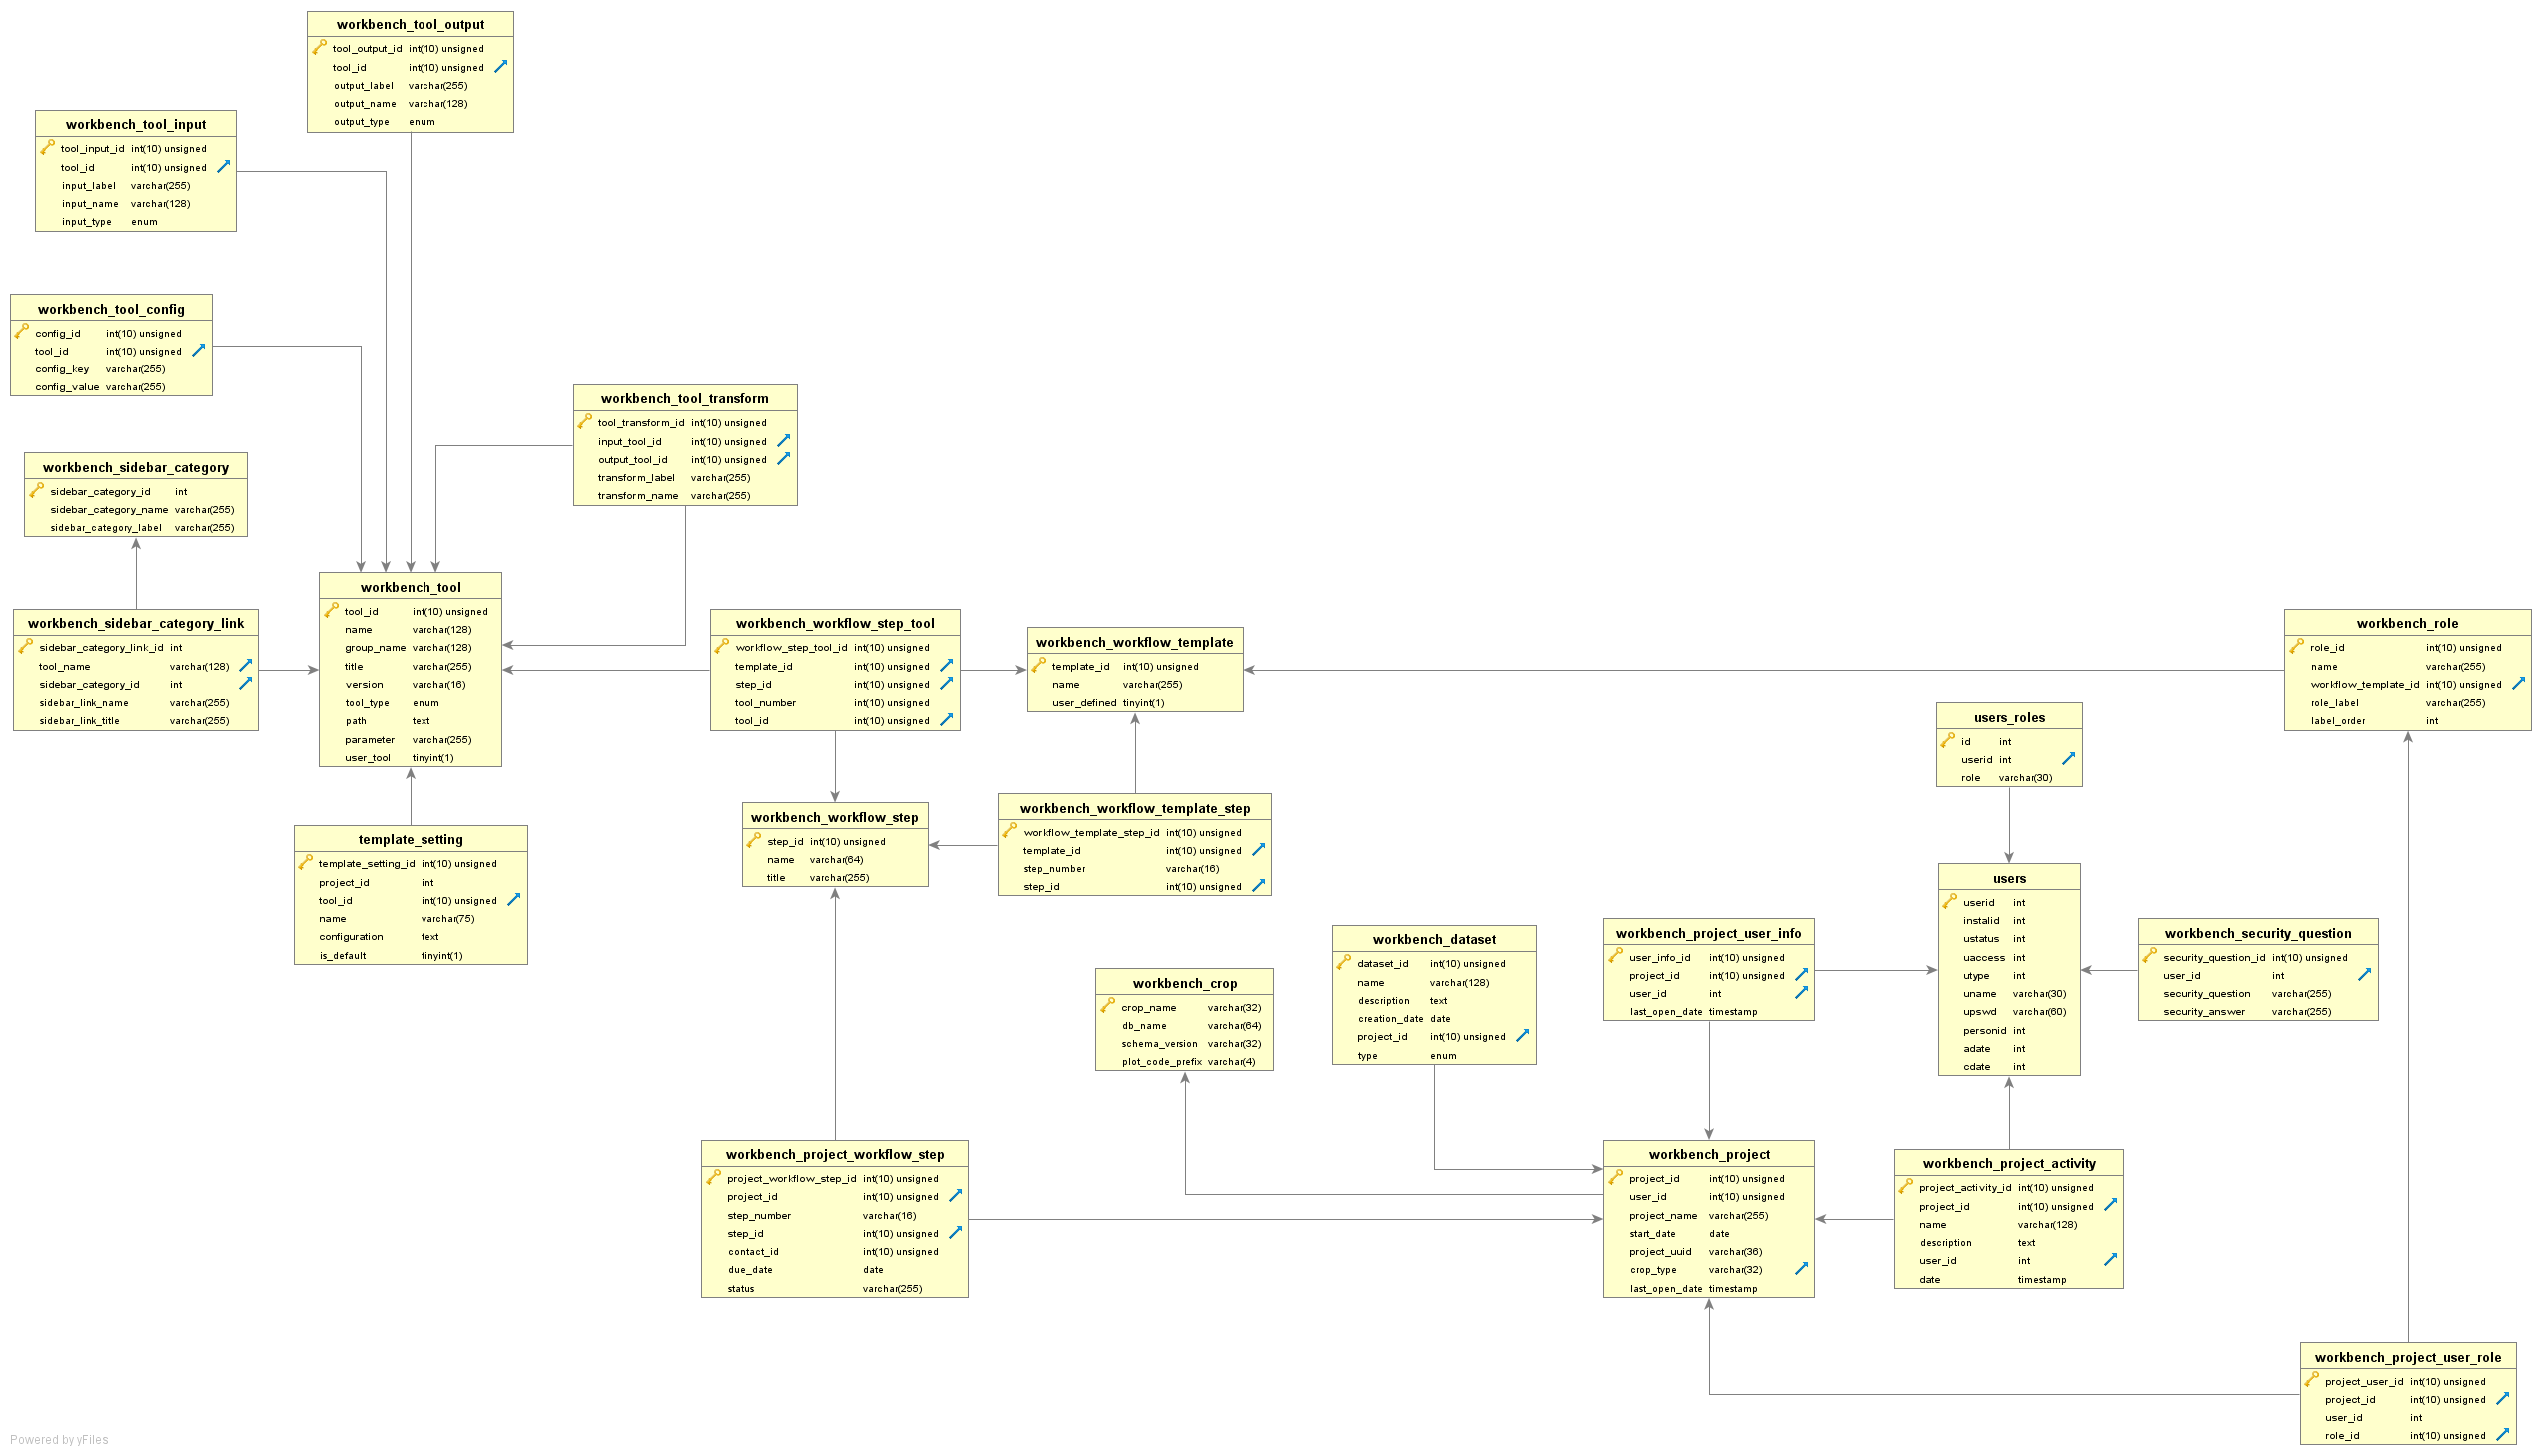 workbench_tool_output
tool_output_id int(10) unsigned
tool_id int(10) unsigned
output_label varchar(255)
output_name varchar(128)
output_type enum
workbench_tool_input
tool_input_id int(10) unsigned
tool_id int(10) unsigned
input_label varchar(255)
input_name varchar(128)
input_type enum
workbench_tool_config
config_id int(10) unsigned
tool_id int(10) unsigned
config_key varchar(255)
config_value varchar(255)
workbench_tool_transform
tool_transform_id int(10) unsigned
input_tool_id int(10) unsigned
output_tool_id int(10) unsigned
transform_label varchar(255)
transform_name varchar(255)
workbench_sidebar_category
sidebar_category_id int
sidebar_category_name varchar(255)
sidebar_category_label varchar(255)
workbench_sidebar_category_link
sidebar_category_link_id int
tool_name varchar(128)
sidebar_category_id int
sidebar_link_name varchar(255)
sidebar_link_title varchar(255)
workbench_tool
tool_id int(10) unsigned
name varchar(128)
group_name varchar(128)
title varchar(255)
version varchar(16)
tool_type enum
path text
parameter varchar(255)
user_tool tinyint(1)
workbench_workflow_step_tool
workflow_step_tool_id int(10) unsigned
template_id int(10) unsigned
step_id int(10) unsigned
tool_number int(10) unsigned
tool_id int(10) unsigned
workbench_workflow_template
template_id int(10) unsigned
name varchar(255)
user_defined tinyint(1)
workbench_role
role_id int(10) unsigned
name varchar(255)
workflow_template_id int(10) unsigned
role_label varchar(255)
label_order int
users_roles
id int
userid int
role varchar(30)
template_setting
template_setting_id int(10) unsigned
project_id int
tool_id int(10) unsigned
name varchar(75)
configuration text
is_default tinyint(1)
workbench_workflow_step
step_id int(10) unsigned
name varchar(64)
title varchar(255)
workbench_workflow_template_step
workflow_template_step_id int(10) unsigned
template_id int(10) unsigned
step_number varchar(16)
step_id int(10) unsigned
users
userid int
instalid int
ustatus int
uaccess int
utype int
uname varchar(30)
upswd varchar(60)
personid int
adate int
cdate int
workbench_security_question
security_question_id int(10) unsigned
user_id int
security_question varchar(255)
security_answer varchar(255)
workbench_project_user_info
user_info_id int(10) unsigned
project_id int(10) unsigned
user_id int
last_open_date timestamp
workbench_dataset
dataset_id int(10) unsigned
name varchar(128)
description text
creation_date date
project_id int(10) unsigned
type enum
workbench_crop
crop_name varchar(32)
db_name varchar(64)
schema_version varchar(32)
plot_code_prefix varchar(4)
workbench_project_workflow_step
project_workflow_step_id int(10) unsigned
project_id int(10) unsigned
step_number varchar(16)
step_id int(10) unsigned
contact_id int(10) unsigned
due_date date
status varchar(255)
workbench_project
project_id int(10) unsigned
user_id int(10) unsigned
project_name varchar(255)
start_date date
project_uuid varchar(36)
crop_type varchar(32)
last_open_date timestamp
workbench_project_activity
project_activity_id int(10) unsigned
project_id int(10) unsigned
name varchar(128)
description text
user_id int
date timestamp
workbench_project_user_role
project_user_id int(10) unsigned
project_id int(10) unsigned
user_id int
role_id int(10) unsigned
Powered by yFiles